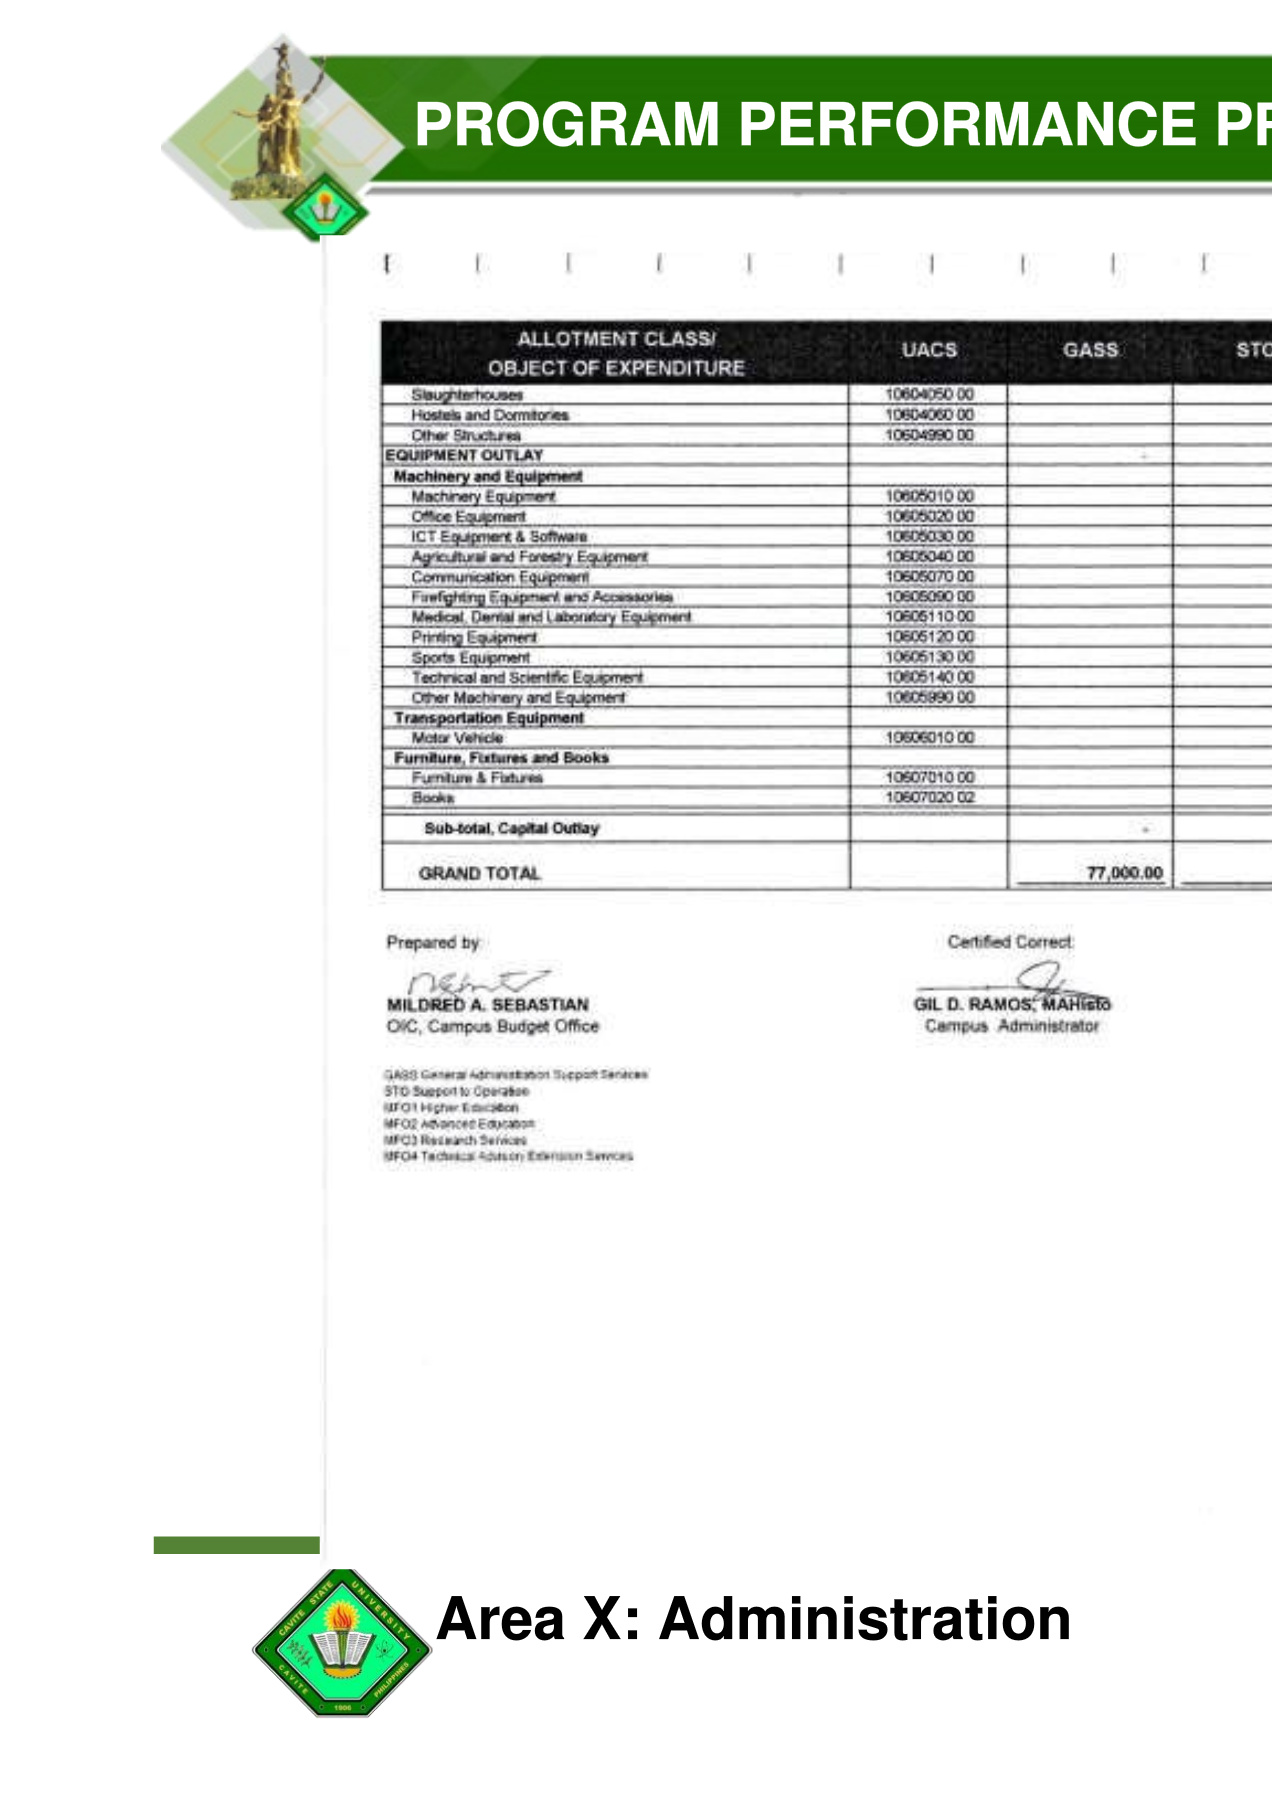 PROGRAM PERFORMANCE PR
ALLOTMENT CLASS/
OBJECT OF EXPENDITURE
UACS
GASS
STO
Slaughterhouses 10604050 00
Hostels and Dormitories 10604060 00
Other Structures 10604990 00
EQUIPMENT OUTLAY -
Machinery and Equipment
Machinery Equipment 10605010 00
Office Equipment 10605020 00
ICT Equipment & Software 10605030 00
Agricultural and Forestry Equipment 10605040 00
Communication Equipment 10605070 00
Firefighting Equipment and Accessories 10605090 00
Medical, Dental and Laboratory Equipment 10605110 00
Printing Equipment 10605120 00
Sports Equipment 10605130 00
Technical and Scientific Equipment 10605140 00
Other Machinery and Equipment 10605990 00
Transportation Equipment
Motor Vehicle 10606010 00
Furniture, Fixtures and Books
Furniture & Fixtures 10607010 00
Books 10607020 02
Sub-total, Capital Outlay -
GRAND TOTAL 77,000.00
Prepared by:
Certified Correct:
MILDRED A. SEBASTIAN
OIC, Campus Budget Office
GIL D. RAMOS, MAHisto
Campus Administrator
GASS General Administration Support Services
STO Support to Operation
MFO1 Higher Education
MFO2 Advanced Education
MFO3 Research Services
MFO4 Technical Advisory Extension Services
CAVITE STATE UNIVERSITY
CAVITE PHILIPPINES
1906
Area X: Administration